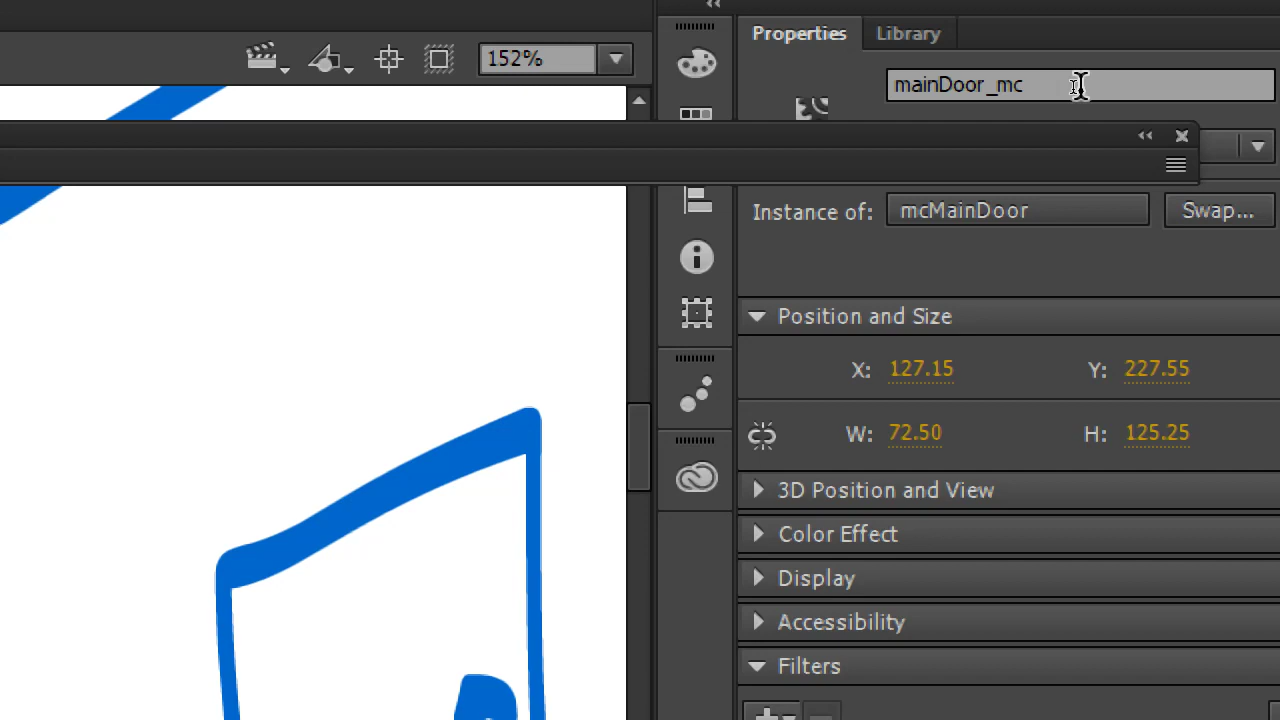 Properties
Library
152%
mainDoor_mc
Instance of:
mcMainDoor
Swap...
Position and Size
X: 127.15
Y: 227.55
W: 72.50
H: 125.25
3D Position and View
Color Effect
Display
Accessibility
Filters